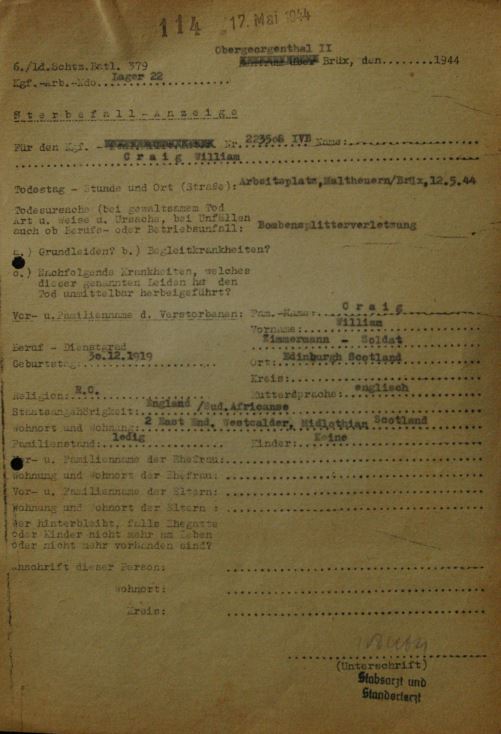 114 17. Mai 1944
Obergeorgenthal II
6./Ld.Schtz.Batl. 379 Brüx, den........1944
Kgf.-arb.-Kdo. Lager 22
Sterbefall-Anzeige
Für den Kgf. - Nr. 223508 IVB Name:
Craig William
Todestag - Stunde und Ort (Straße): Arbeitsplatz, Maltheuern/Brüx, 12.5.44
Todesursache (bei gewaltsamem Tod
Art u. Weise u. Ursache, bei Unfällen
auch ob Berufs- oder Betriebsunfall: Bombensplitterverletzung
a.) Grundleiden? b.) Begleitkrankheiten?
c.) Nachfolgende Krankheiten, welches
dieser genannten Leiden hat den
Tod unmittelbar herbeigeführt?
Vor- u. Familienname d. Verstorbenen: Fam.-Name: Craig
Vorname: William
Beruf - Dienstgrad Zimmermann - Soldat
Geburtstag: 30.12.1919 Ort: Edinburgh Scotland
Kreis:
Religion: R.C. Muttersprache: englisch
Staatsangehörigkeit: England /Sud. Africanse
Wohnort und Wohnung: 2 East End, Westcalder, Midlothian Scotland
Familienstand: ledig Kinder: Keine
Vor- u. Familienname der Ehefrau:
Wohnung und Wohnort der Ehefrau:
Vor- u. Familienname der Eltern:
Wohnung und Wohnort der Eltern :
Wer hinterbleibt, falls Ehegatte
oder Kinder nicht mehr am Leben
oder nicht mehr vorhanden sind?
Anschrift dieser Person:
Wohnort:
Kreis:
(Unterschrift)
Stabsarzt und
Standortarzt